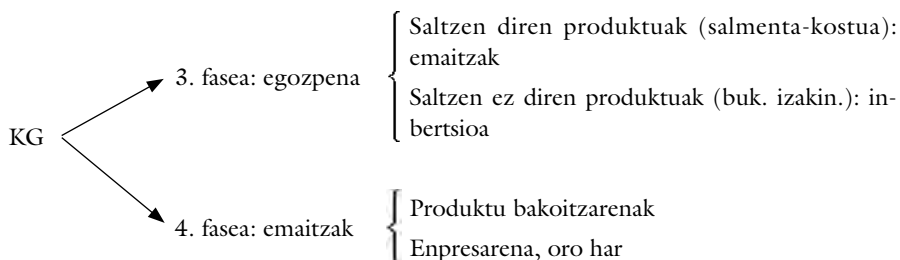 Saltzen diren produktuak (salmenta-kostua):
emaitzak
3. fasea: egozpena
Saltzen ez diren produktuak (buk. izakin.): in-
bertsioa
KG
Produktu bakoitzarenak
4. fasea: emaitzak
Enpresarena, oro har